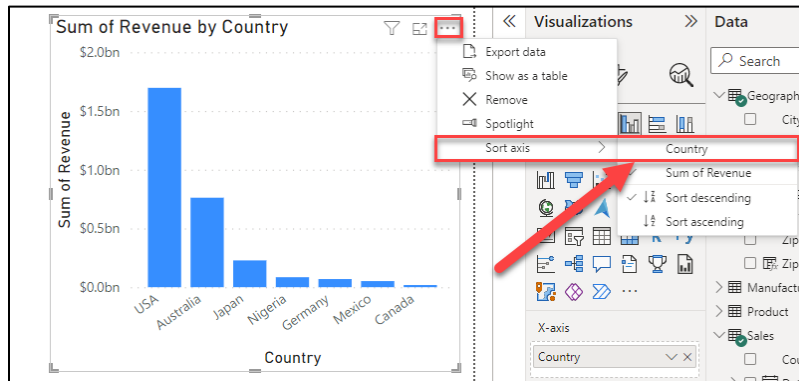 Sum of Revenue by Country
$2.0bn
$1.5bn
$1.0bn
$0.5bn
$0.0bn
Sum of Revenue
USA
Australia
Japan
Nigeria
Germany
Mexico
Canada
Country
Export data
Show as a table
Remove
Spotlight
Sort axis
Country
Sum of Revenue
Sort descending
Sort ascending
Visualizations
R
Py
X-axis
Country
Data
Search
Geograph
City
Zip
Zip
Manufactu
Product
Sales
Cou